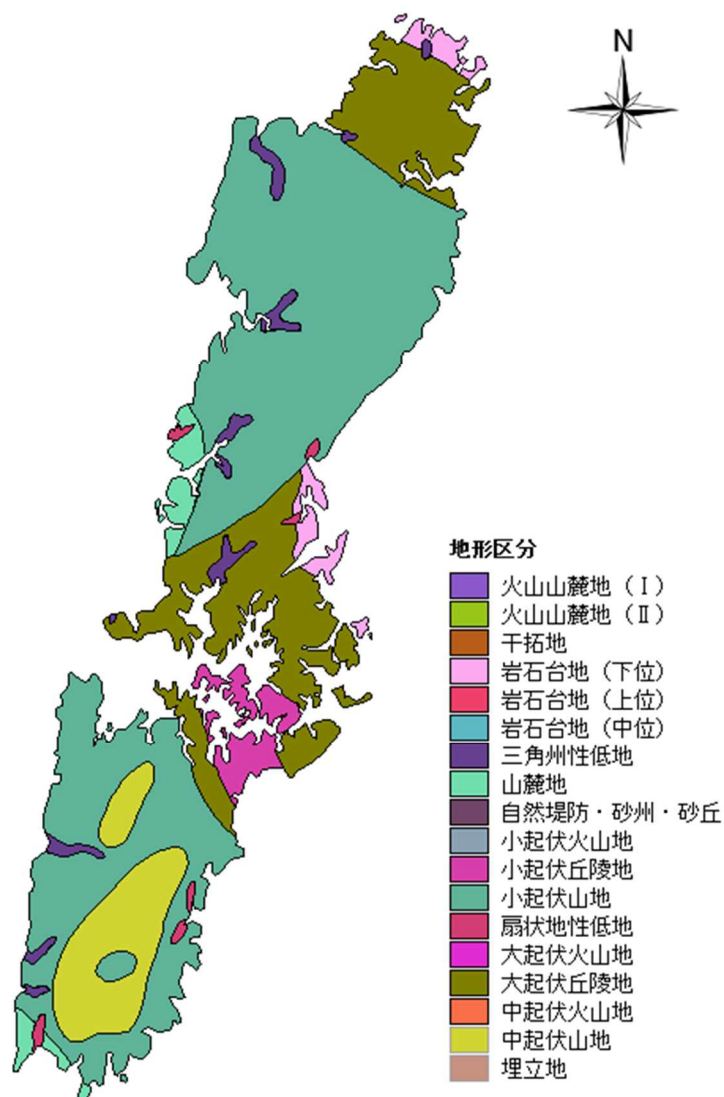 N
地形区分
火山山麓地（Ⅰ）
火山山麓地（Ⅱ）
干拓地
岩石台地（下位）
岩石台地（上位）
岩石台地（中位）
三角州性低地
山麓地
自然堤防・砂州・砂丘
小起伏火山地
小起伏丘陵地
小起伏山地
扇状地性低地
大起伏火山地
大起伏丘陵地
中起伏火山地
中起伏山地
埋立地